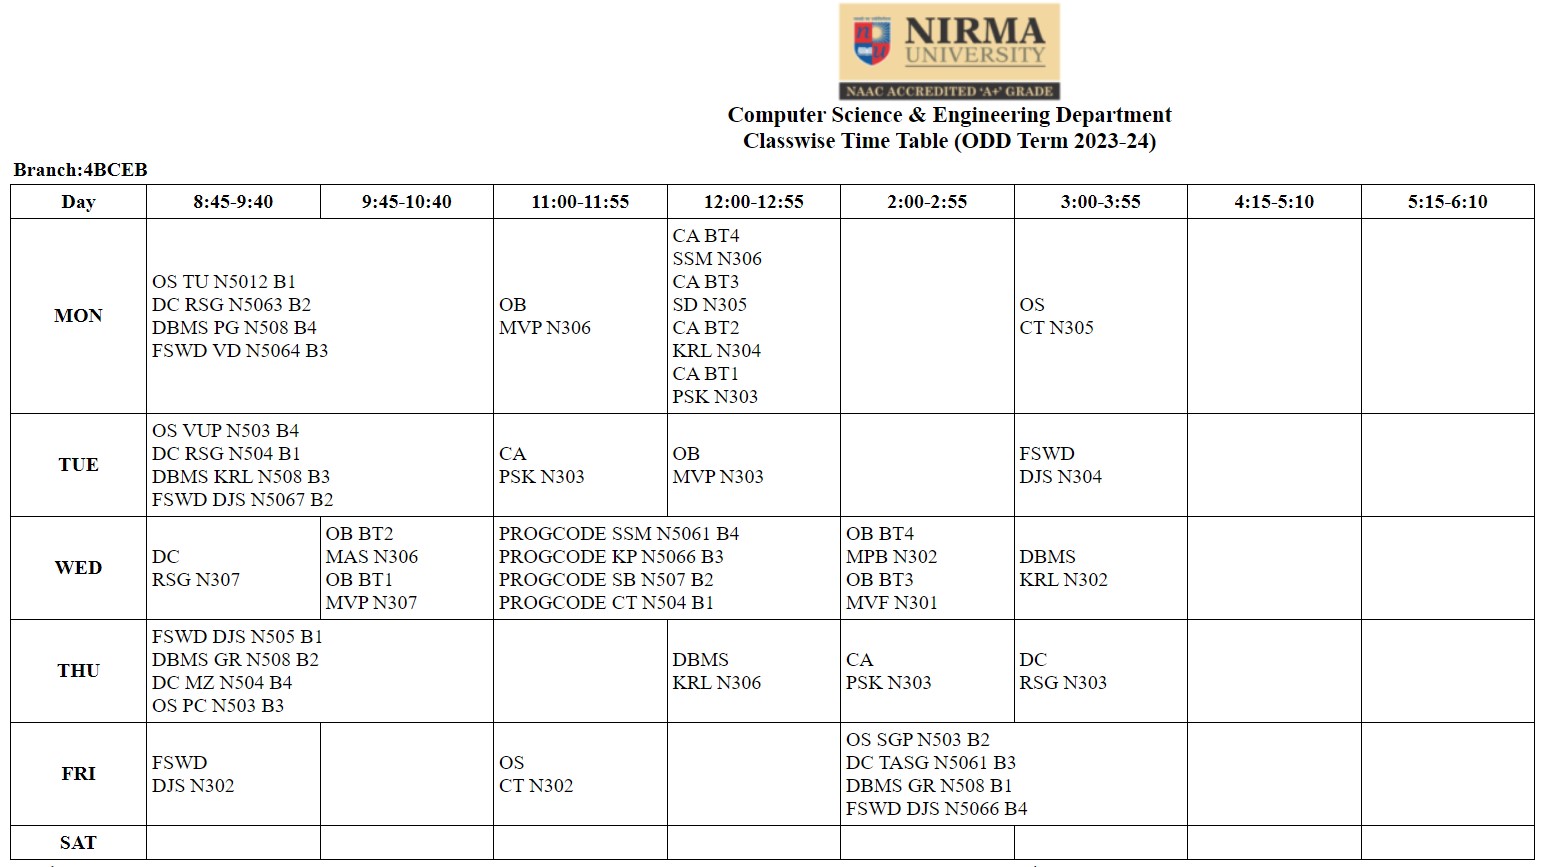 NIRMA
UNIVERSITY
NAAC ACCREDITED 'A+' GRADE
Computer Science & Engineering Department
Classwise Time Table (ODD Term 2023-24)
Branch:4BCEB
Day 8:45-9:40 9:45-10:40 11:00-11:55 12:00-12:55 2:00-2:55 3:00-3:55 4:15-5:10 5:15-6:10
MON
OS TU N5012 B1
DC RSG N5063 B2
DBMS PG N508 B4
FSWD VD N5064 B3
OB
MVP N306
CA BT4
SSM N306
CA BT3
SD N305
CA BT2
KRL N304
CA BT1
PSK N303
OS
CT N305
TUE
OS VUP N503 B4
DC RSG N504 B1
DBMS KRL N508 B3
FSWD DJS N5067 B2
CA
PSK N303
OB
MVP N303
FSWD
DJS N304
WED
DC
RSG N307
OB BT2
MAS N306
OB BT1
MVP N307
PROGCODE SSM N5061 B4
PROGCODE KP N5066 B3
PROGCODE SB N507 B2
PROGCODE CT N504 B1
OB BT4
MPB N302
OB BT3
MVF N301
DBMS
KRL N302
THU
FSWD DJS N505 B1
DBMS GR N508 B2
DC MZ N504 B4
OS PC N503 B3
DBMS
KRL N306
CA
PSK N303
DC
RSG N303
FRI
FSWD
DJS N302
OS
CT N302
OS SGP N503 B2
DC TASG N5061 B3
DBMS GR N508 B1
FSWD DJS N5066 B4
SAT